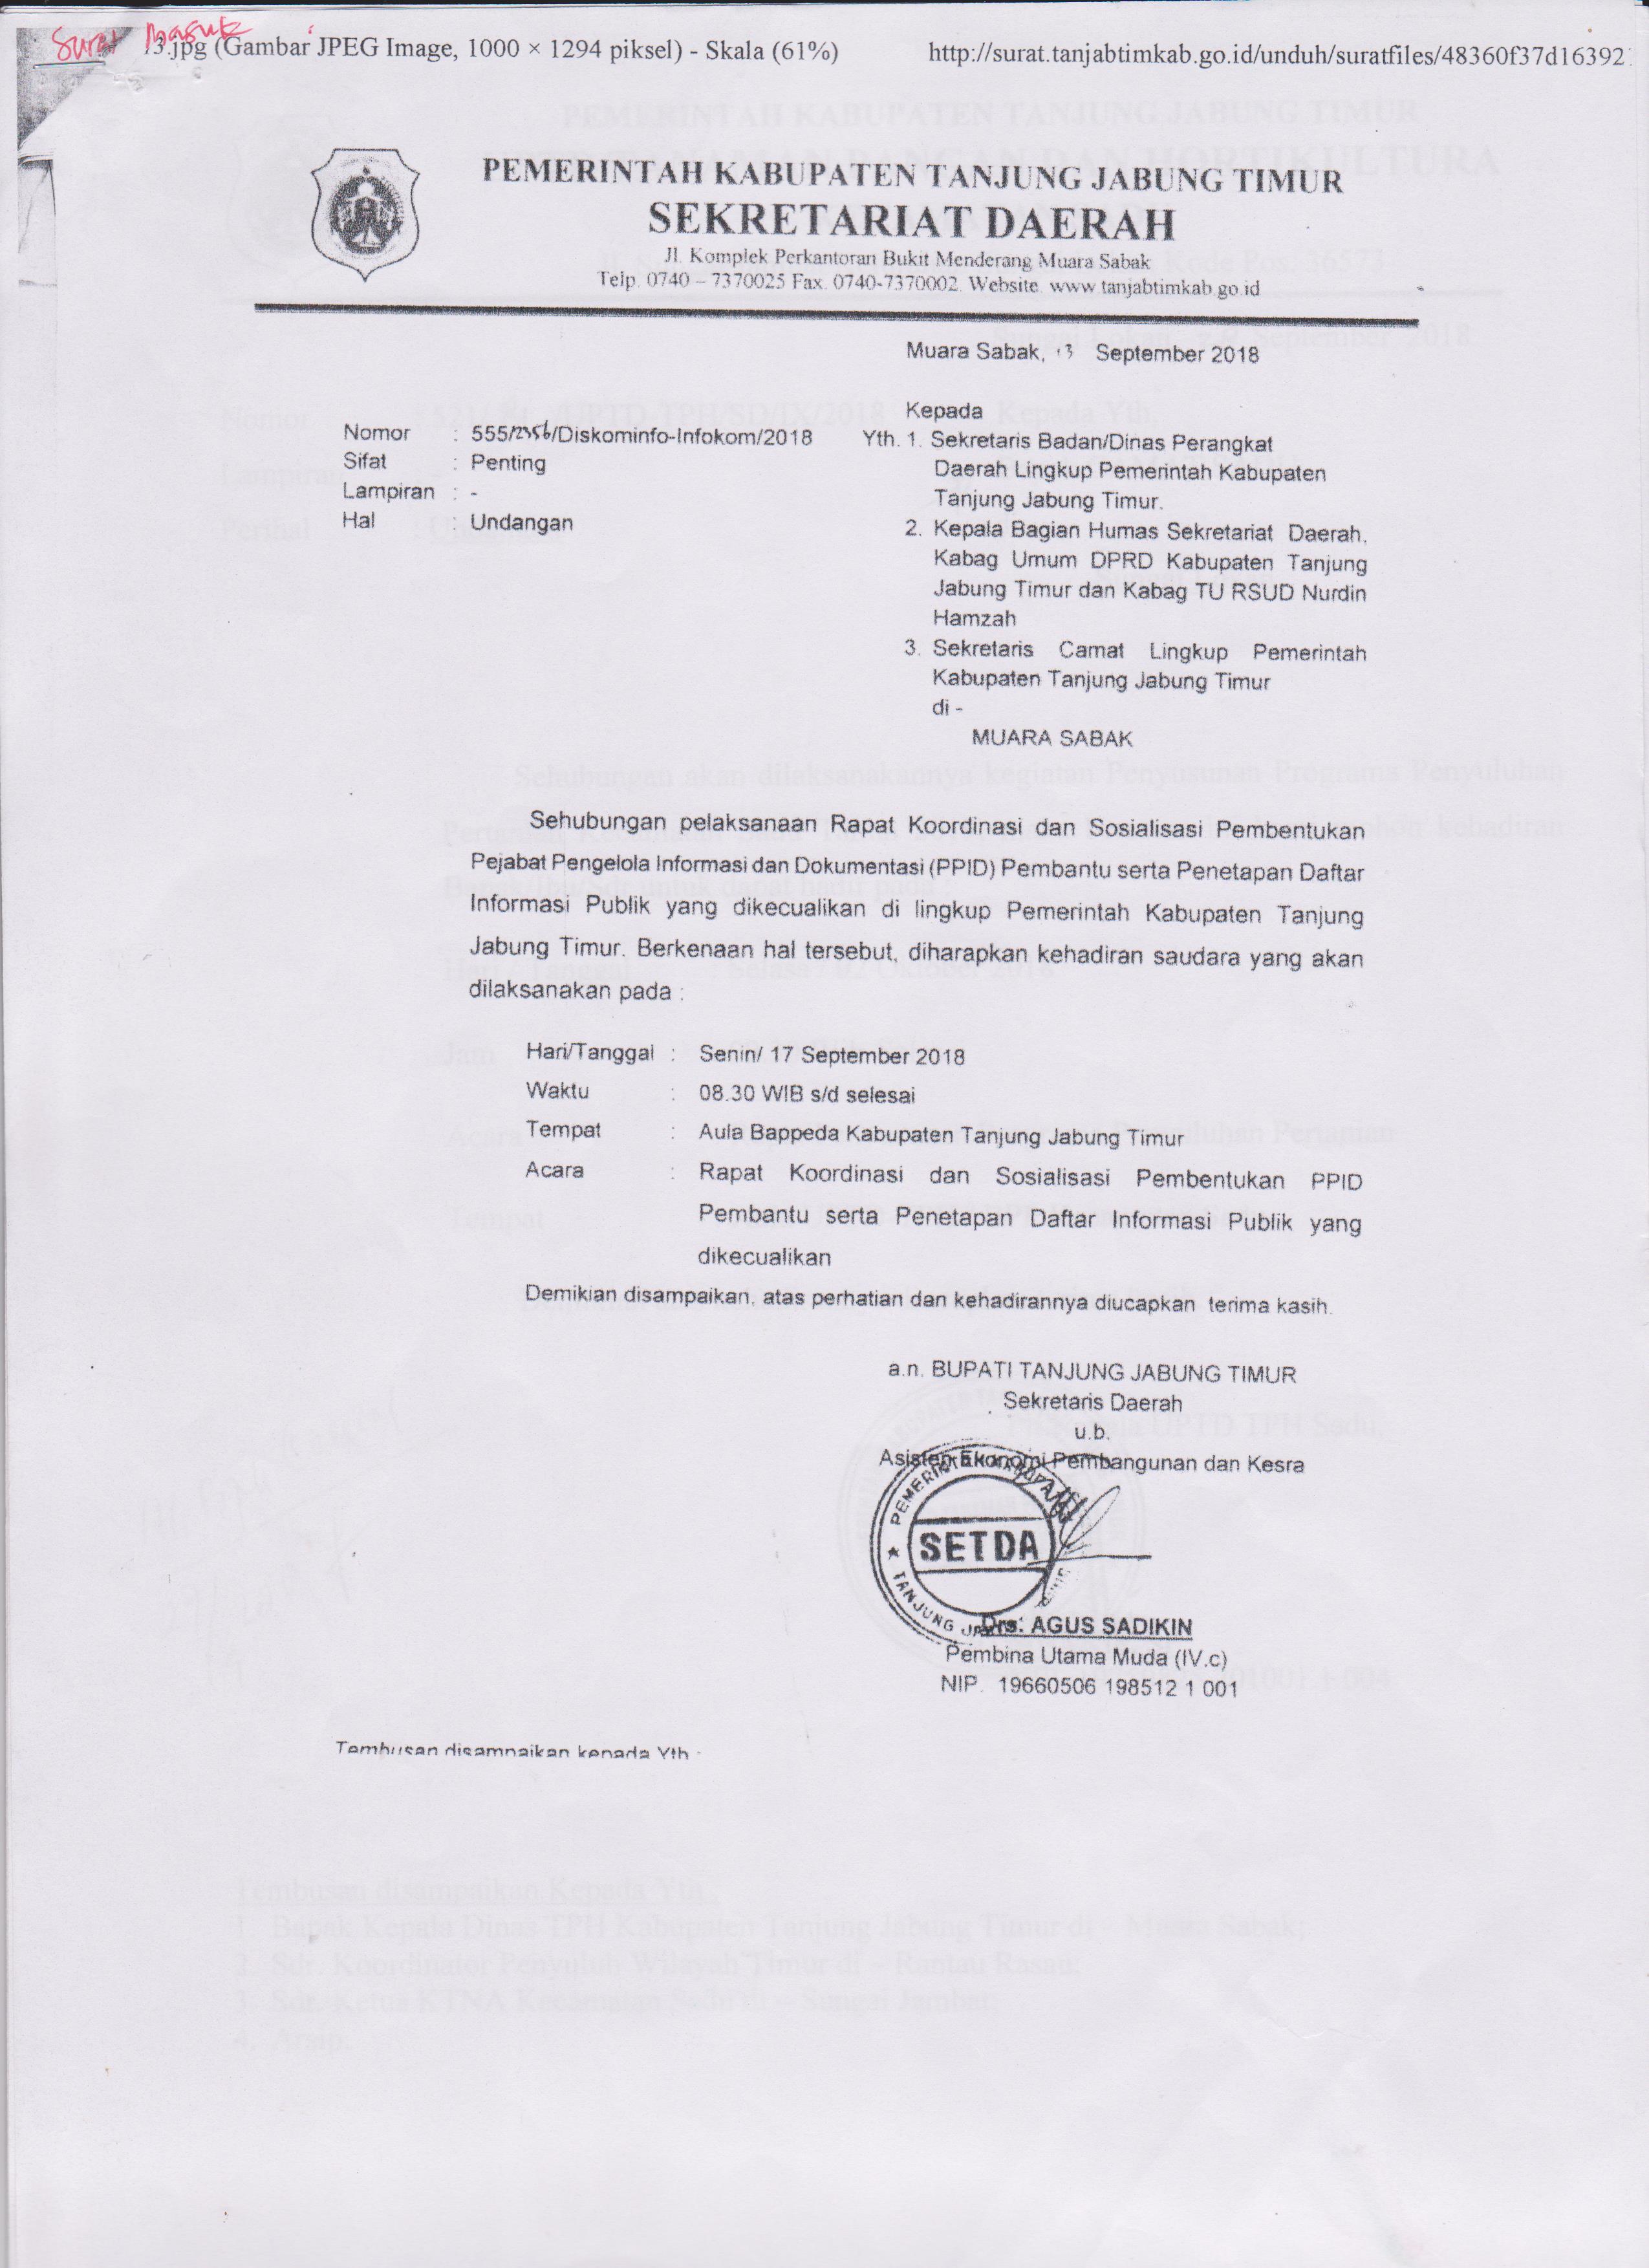 Surat Masuk
73.jpg (Gambar JPEG Image, 1000 × 1294 piksel) - Skala (61%) http://surat.tanjabtimkab.go.id/unduh/suratfiles/48360f37d16392
PEMERINTAH KABUPATEN TANJUNG JABUNG TIMUR
SEKRETARIAT DAERAH
Jl. Komplek Perkantoran Bukit Menderang Muara Sabak
Telp. 0740 – 7370025 Fax. 0740-7370002. Website. www.tanjabtimkab.go.id
Muara Sabak, 13 September 2018
Nomor : 555/2356/Diskominfo-Infokom/2018
Sifat : Penting
Lampiran : -
Hal : Undangan
Kepada
Yth. 1. Sekretaris Badan/Dinas Perangkat
Daerah Lingkup Pemerintah Kabupaten
Tanjung Jabung Timur.
2. Kepala Bagian Humas Sekretariat Daerah,
Kabag Umum DPRD Kabupaten Tanjung
Jabung Timur dan Kabag TU RSUD Nurdin
Hamzah
3. Sekretaris Camat Lingkup Pemerintah
Kabupaten Tanjung Jabung Timur
di -
MUARA SABAK
Sehubungan pelaksanaan Rapat Koordinasi dan Sosialisasi Pembentukan
Pejabat Pengelola Informasi dan Dokumentasi (PPID) Pembantu serta Penetapan Daftar
Informasi Publik yang dikecualikan di lingkup Pemerintah Kabupaten Tanjung
Jabung Timur. Berkenaan hal tersebut, diharapkan kehadiran saudara yang akan
dilaksanakan pada :
Hari/Tanggal : Senin/ 17 September 2018
Waktu : 08.30 WIB s/d selesai
Tempat : Aula Bappeda Kabupaten Tanjung Jabung Timur
Acara : Rapat Koordinasi dan Sosialisasi Pembentukan PPID
Pembantu serta Penetapan Daftar Informasi Publik yang
dikecualikan
Demikian disampaikan, atas perhatian dan kehadirannya diucapkan terima kasih.
a.n. BUPATI TANJUNG JABUNG TIMUR
Sekretaris Daerah
u.b.
Asisten Ekonomi Pembangunan dan Kesra
SETDA
Drs. AGUS SADIKIN
Pembina Utama Muda (IV.c)
NIP. 19660506 198512 1 001
Tembusan disampaikan kepada Yth :